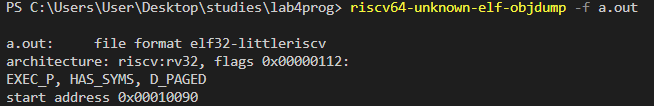 PS C:\Users\User\Desktop\studies\lab4prog> riscv64-unknown-elf-objdump -f a.out
a.out:     file format elf32-littleriscv
architecture: riscv:rv32, flags 0x00000112:
EXEC_P, HAS_SYMS, D_PAGED
start address 0x00010090